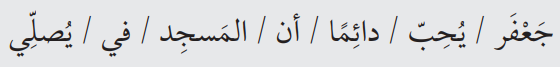 جَعْفَر / يُحِبّ / دائِمًا / أن / المَسجِد / في / يُصلِّي